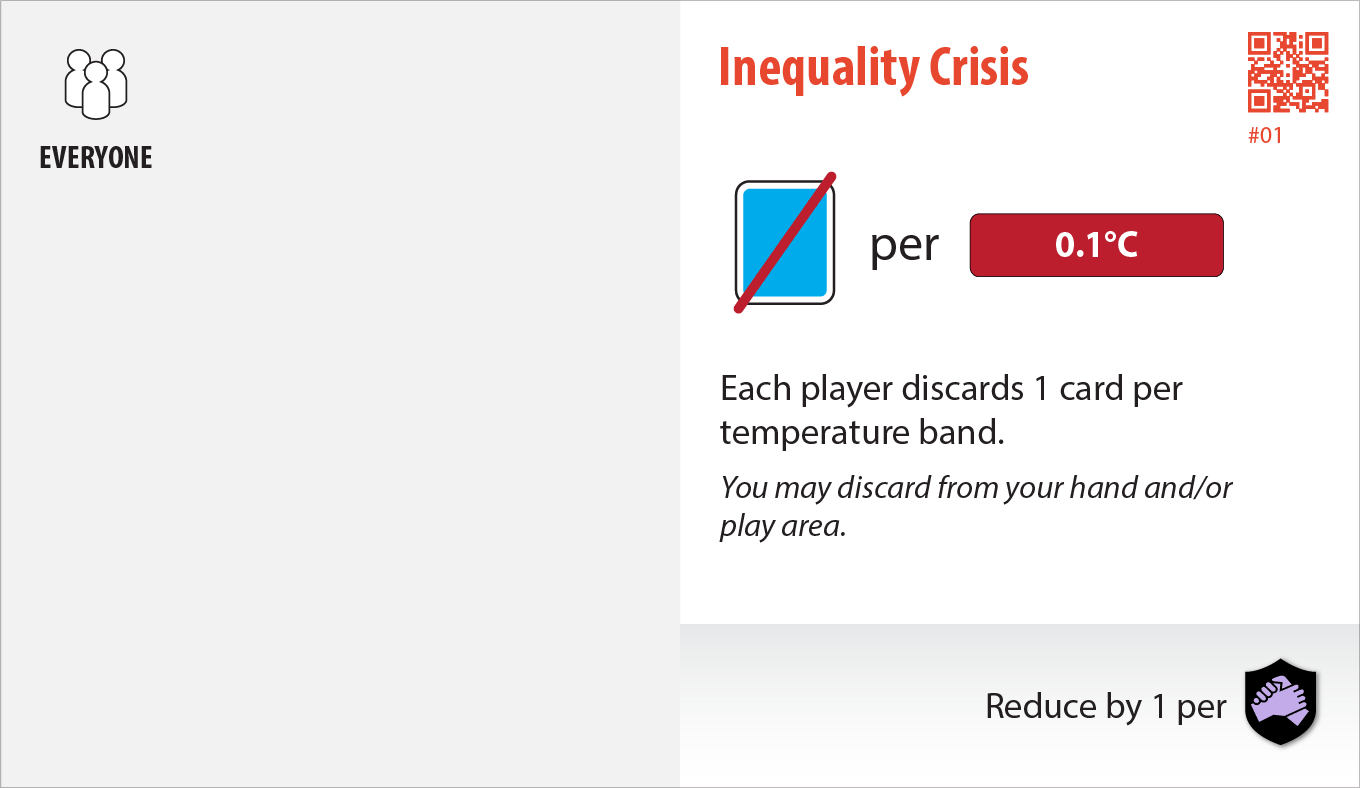 EVERYONE
Inequality Crisis
#01
per
0.1°C
Each player discards 1 card per
temperature band.
You may discard from your hand and/or
play area.
Reduce by 1 per